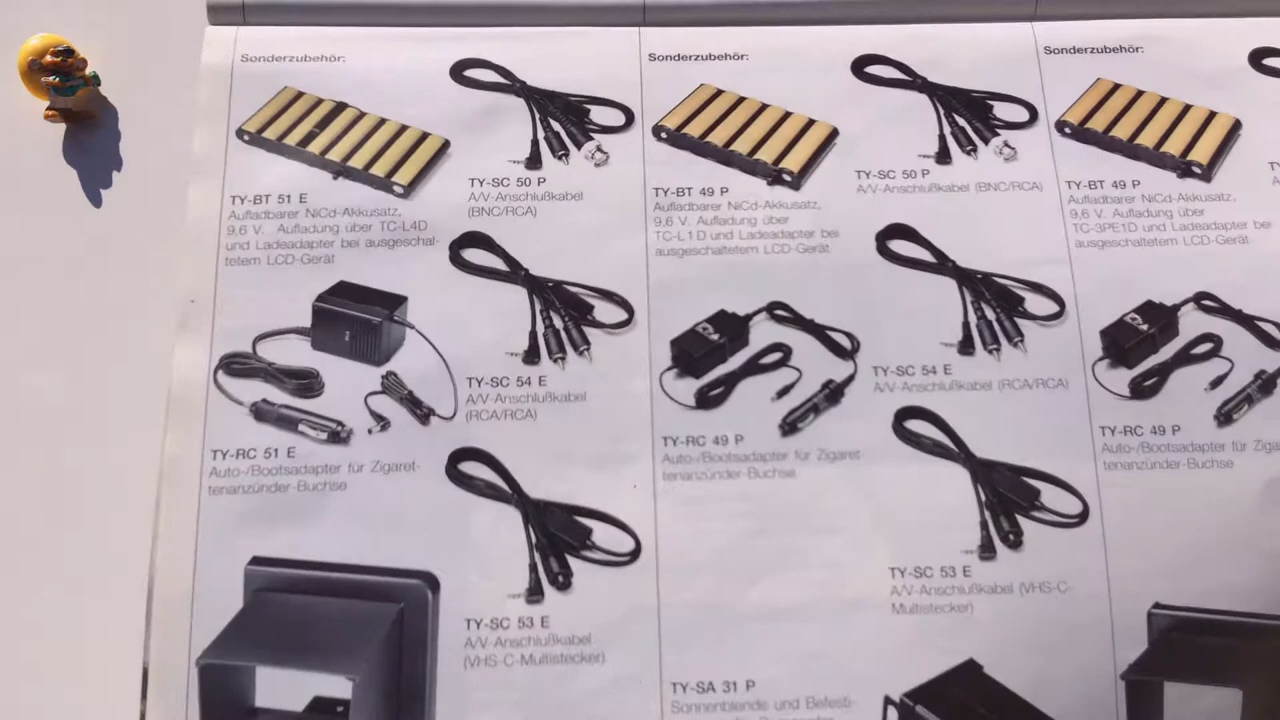 Sonderzubehör:
TY-BT 51 E
Aufladbarer NiCd-Akkusatz,
9,6 V. Aufladung über TC-L4D
und Ladeadapter bei ausgeschal-
tetem LCD-Gerät
TY-RC 51 E
Auto-/Bootsadapter für Zigaret-
tenanzünder-Buchse
TY-SC 50 P
A/V-Anschlußkabel
(BNC/RCA)
TY-SC 54 E
A/V-Anschlußkabel
(RCA/RCA)
TY-SC 53 E
A/V-Anschlußkabel
(VHS-C-Multistecker)
Sonderzubehör:
TY-BT 49 P
Aufladbarer NiCd-Akkusatz,
9,6 V. Aufladung über
TC-L1D und Ladeadapter bei
ausgeschaltetem LCD-Gerät
TY-RC 49 P
Auto-/Bootsadapter für Zigaret-
tenanzünder-Buchse
TY-SA 31 P
Sonnenblende und Befesti-
TY-SC 50 P
A/V-Anschlußkabel (BNC/RCA)
TY-SC 54 E
A/V-Anschlußkabel (RCA/RCA)
TY-SC 53 E
A/V-Anschlußkabel (VHS-C-
Multistecker)
Sonderzubehör:
TY-BT 49 P
Aufladbarer NiCd-Akkusatz,
9,6 V. Aufladung über
TC-3PE1D und Ladeadapter bei
ausgeschaltetem LCD-Gerät
TY-RC 49 P
Auto-/Bootsadapter für Ziga
tenanzünder-Buchse